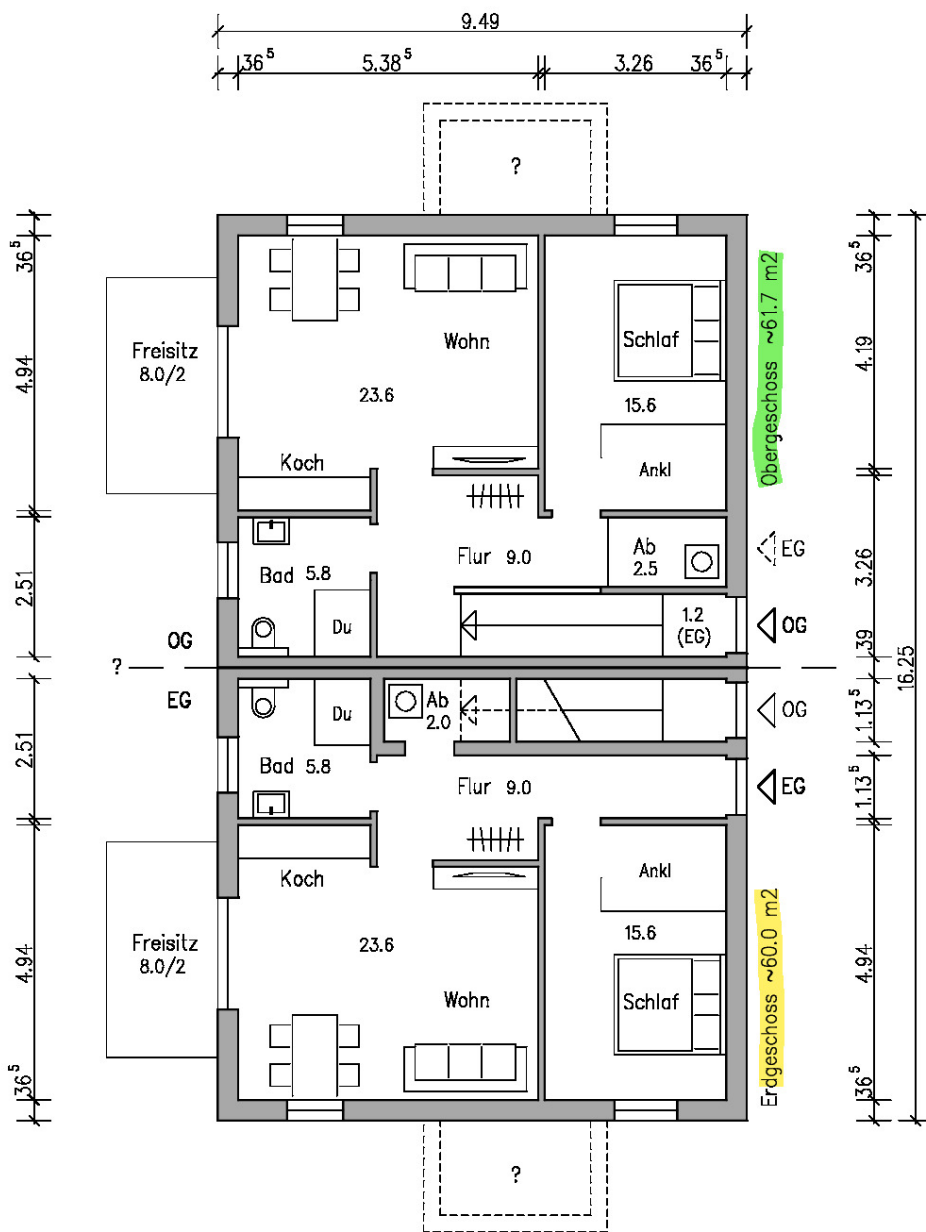 9.49
36⁵ 5.38⁵ 3.26 36⁵
?
36⁵
4.94
2.51
2.51
4.94
36⁵
Freisitz
8.0/2
Wohn
23.6
Koch
Schlaf
15.6
Ankl
Obergeschoss ~61.7 m2
36⁵
4.19
3.26
39
1.13⁵
1.13⁵
4.94
36⁵
16.25
Flur 9.0
Ab
2.5
EG
Bad 5.8
Du
1.2
(EG)
OG
OG
?
EG
Du
Ab
2.0
OG
Bad 5.8
Flur 9.0
EG
Koch
Ankl
Freisitz
8.0/2
23.6
15.6
Wohn
Schlaf
Erdgeschoss ~60.0 m2
?